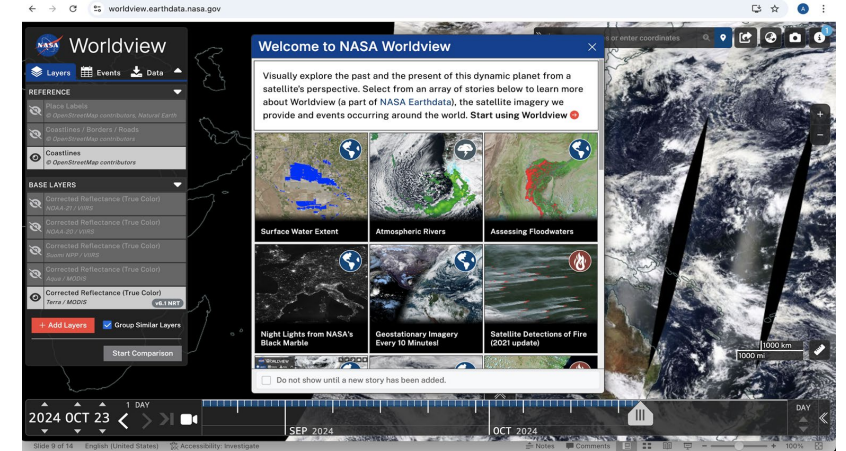 worldview.earthdata.nasa.gov
NASA
Worldview
Layers
Events
Data
REFERENCE
Place Labels
© OpenStreetMap contributors, Natural Earth
Coastlines / Borders / Roads
© OpenStreetMap contributors
Coastlines
© OpenStreetMap contributors
BASE LAYERS
Corrected Reflectance (True Color)
NOAA-21 / VIIRS
Corrected Reflectance (True Color)
NOAA-20 / VIIRS
Corrected Reflectance (True Color)
Suomi NPP / VIIRS
Corrected Reflectance (True Color)
Aqua / MODIS
Corrected Reflectance (True Color)
Terra / MODIS
v6.1 NRT
+ Add Layers
Group Similar Layers
Start Comparison
Welcome to NASA Worldview
Visually explore the past and the present of this dynamic planet from a
satellite's perspective. Select from an array of stories below to learn more
about Worldview (a part of NASA Earthdata), the satellite imagery we
provide and events occurring around the world. Start using Worldview
Surface Water Extent
Atmospheric Rivers
Assessing Floodwaters
Night Lights from NASA's
Black Marble
Geostationary Imagery
Every 10 Minutes!
Satellite Detections of Fire
(2021 update)
Do not show until a new story has been added.
or enter coordinates
A
1
+
−
1000 km
1000 mi
1 DAY
2024 OCT 23
SEP 2024
OCT 2024
DAY
Slide 9 of 14
English (United States)
Accessibility: Investigate
Notes
Comments
100%